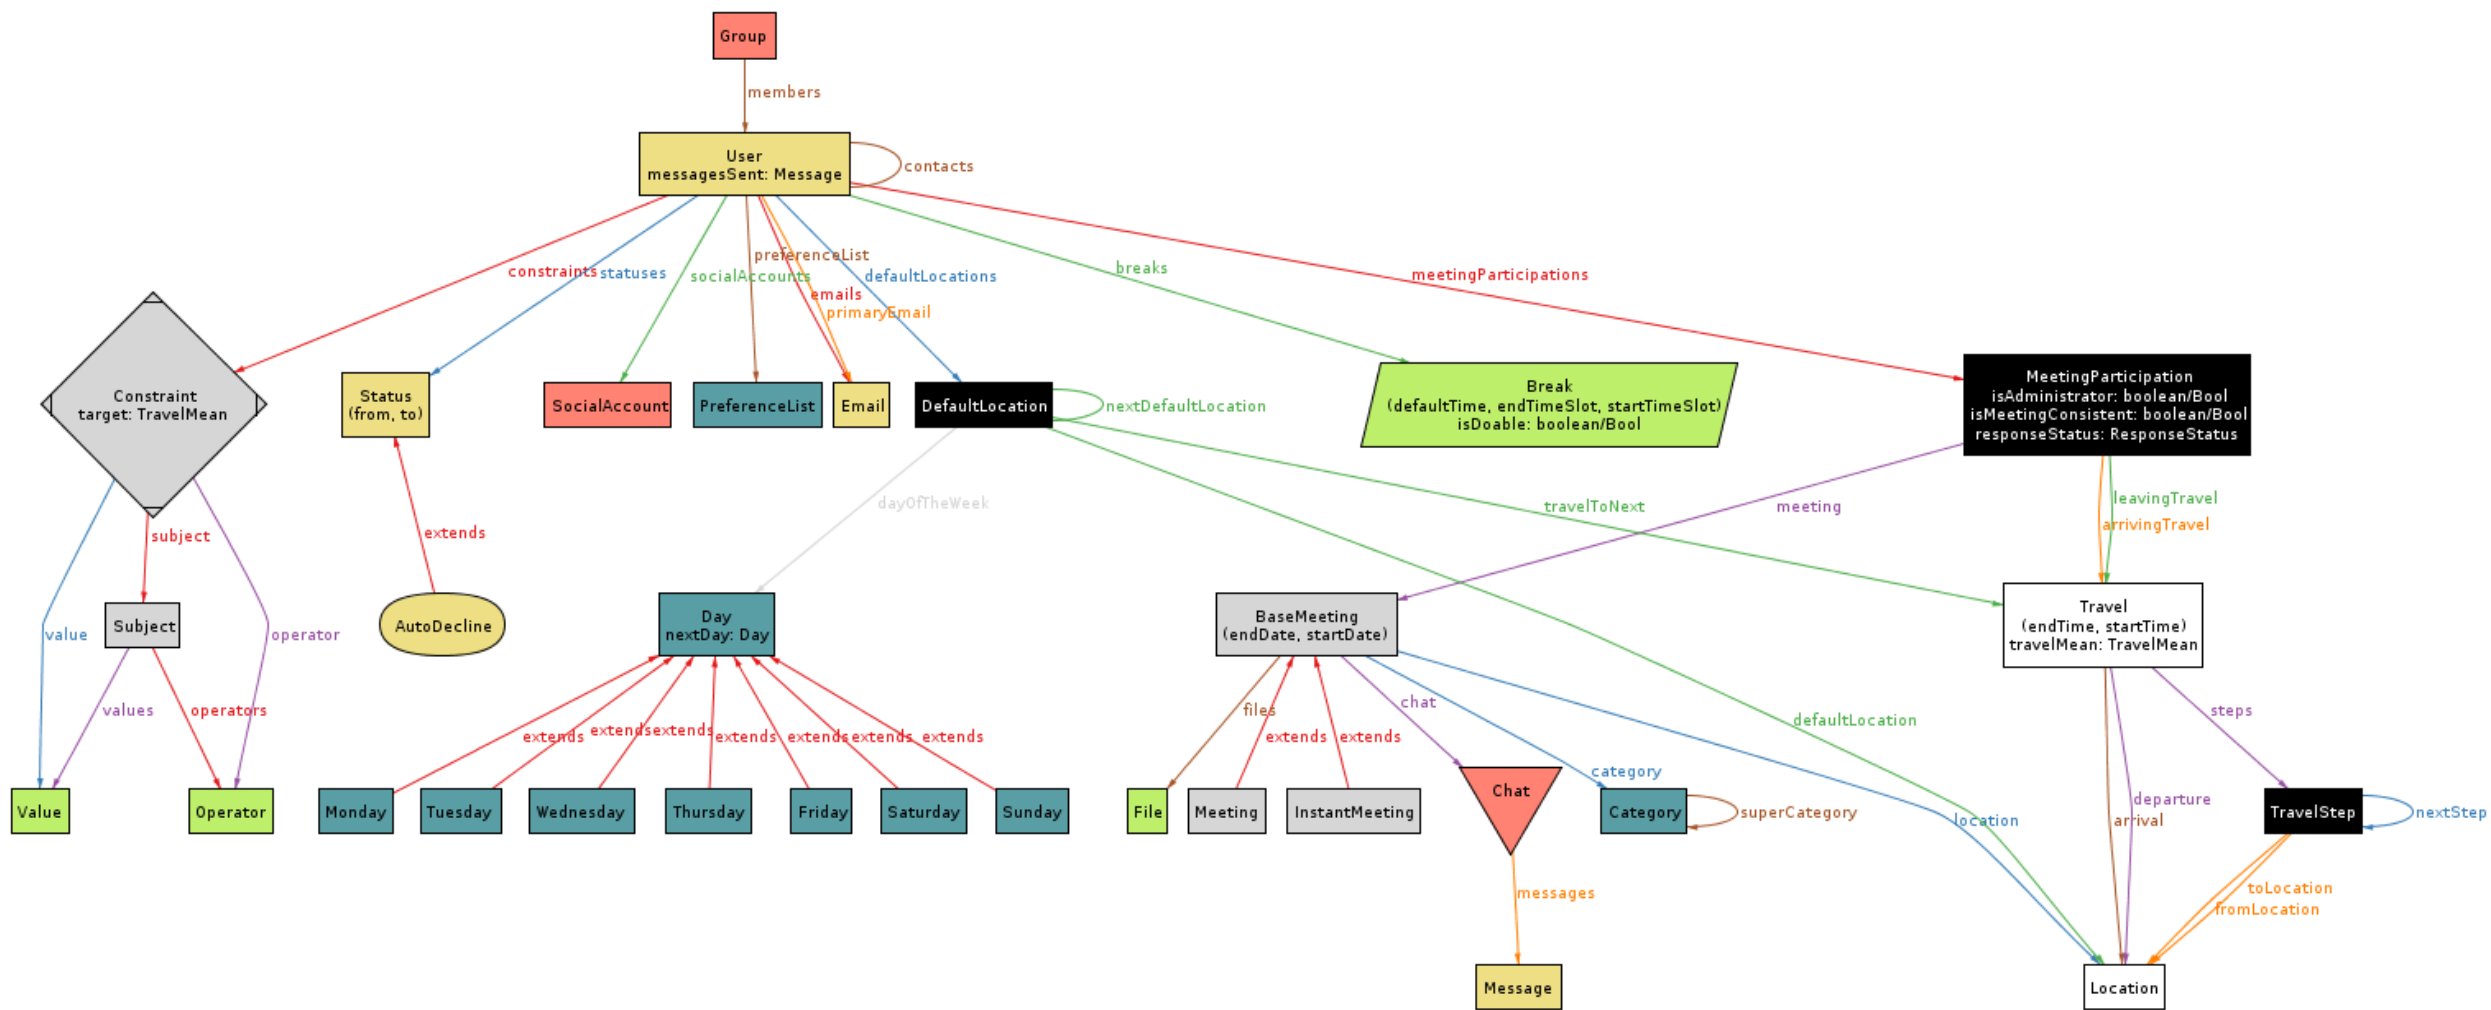 Group
members
User
messagesSent: Message
contacts
constraints
statuses
socialAccounts
preferenceList
emails
primaryEmail
defaultLocations
breaks
meetingParticipations
Constraint
target: TravelMean
Status
(from, to)
SocialAccount
PreferenceList
Email
DefaultLocation
nextDefaultLocation
Break
(defaultTime, endTimeSlot, startTimeSlot)
isDoable: boolean/Bool
MeetingParticipation
isAdministrator: boolean/Bool
isMeetingConsistent: boolean/Bool
responseStatus: ResponseStatus
subject
extends
dayOfTheWeek
travelToNext
meeting
leavingTravel
arrivingTravel
value
Subject
operator
AutoDecline
Day
nextDay: Day
BaseMeeting
(endDate, startDate)
Travel
(endTime, startTime)
travelMean: TravelMean
values
operators
extends
extends
extends
extends
extends
extends
extends
files
extends
extends
chat
category
defaultLocation
location
steps
departure
arrival
Value
Operator
Monday
Tuesday
Wednesday
Thursday
Friday
Saturday
Sunday
File
Meeting
InstantMeeting
Chat
Category
superCategory
TravelStep
nextStep
messages
toLocation
fromLocation
Message
Location